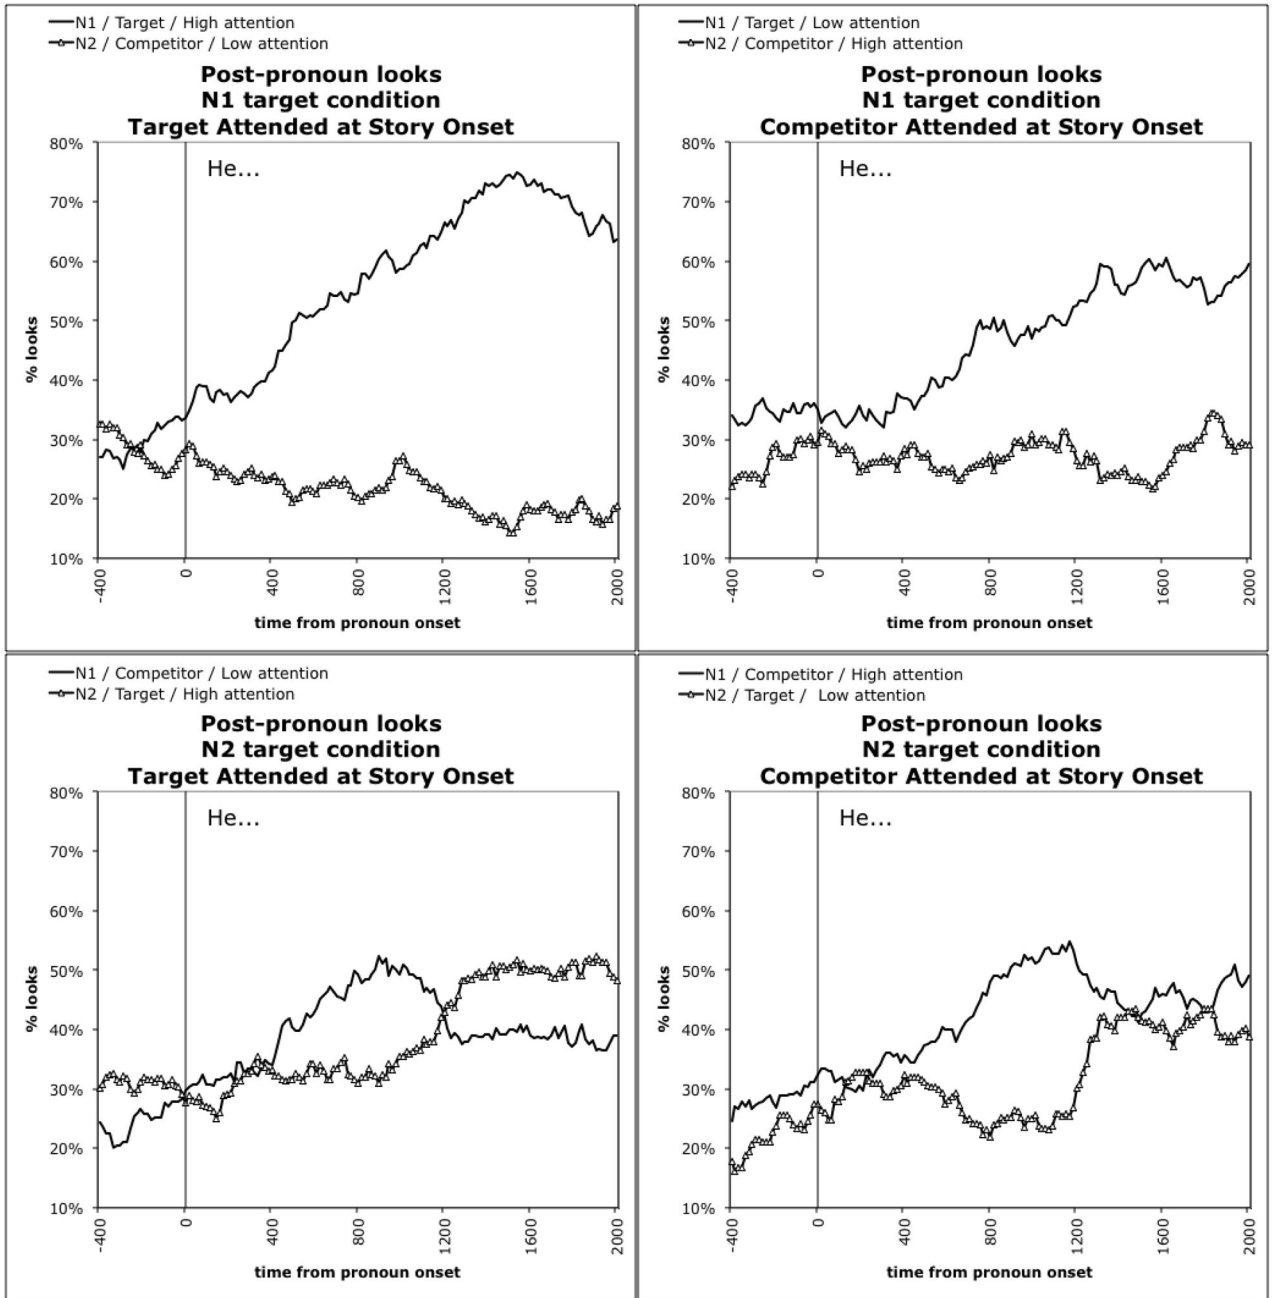 N1 / Target / High attention
N2 / Competitor / Low attention
Post-pronoun looks
N1 target condition
Target Attended at Story Onset
80%
He...
70%
60%
50%
40%
30%
20%
10%
% looks
-400
0
400
800
1200
1600
2000
time from pronoun onset
N1 / Target / Low attention
N2 / Competitor / High attention
Post-pronoun looks
N1 target condition
Competitor Attended at Story Onset
80%
He...
70%
60%
50%
40%
30%
20%
10%
% looks
-400
0
400
800
1200
1600
2000
time from pronoun onset
N1 / Competitor / Low attention
N2 / Target / High attention
Post-pronoun looks
N2 target condition
Target Attended at Story Onset
80%
He...
70%
60%
50%
40%
30%
20%
10%
% looks
-400
0
400
800
1200
1600
2000
time from pronoun onset
N1 / Competitor / High attention
N2 / Target / Low attention
Post-pronoun looks
N2 target condition
Competitor Attended at Story Onset
80%
He...
70%
60%
50%
40%
30%
20%
10%
% looks
-400
0
400
800
1200
1600
2000
time from pronoun onset